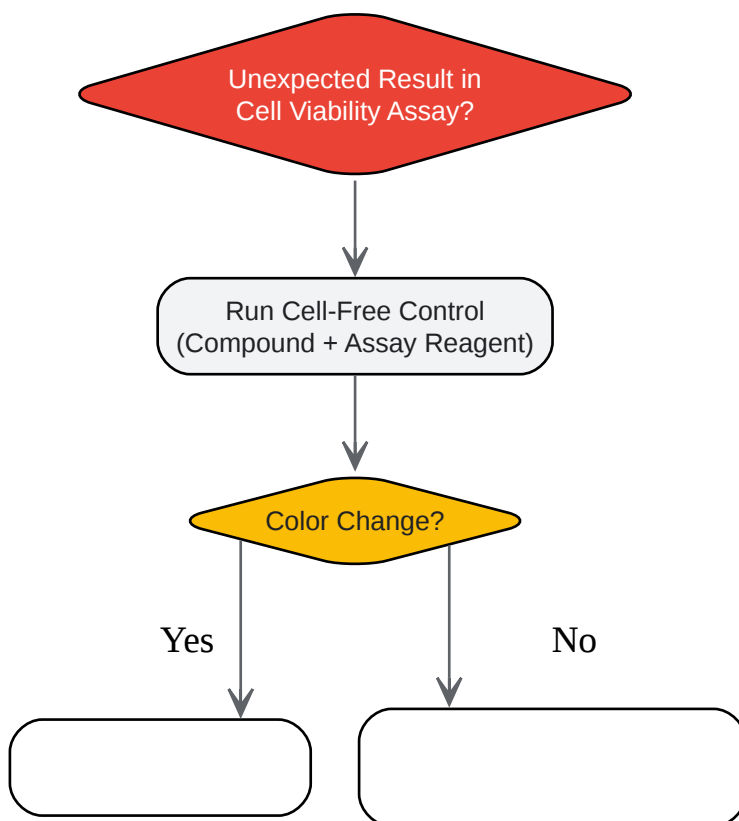 Unexpected Result in
Cell Viability Assay?
Run Cell-Free Control
(Compound + Assay Reagent)
Color Change?
Yes
No